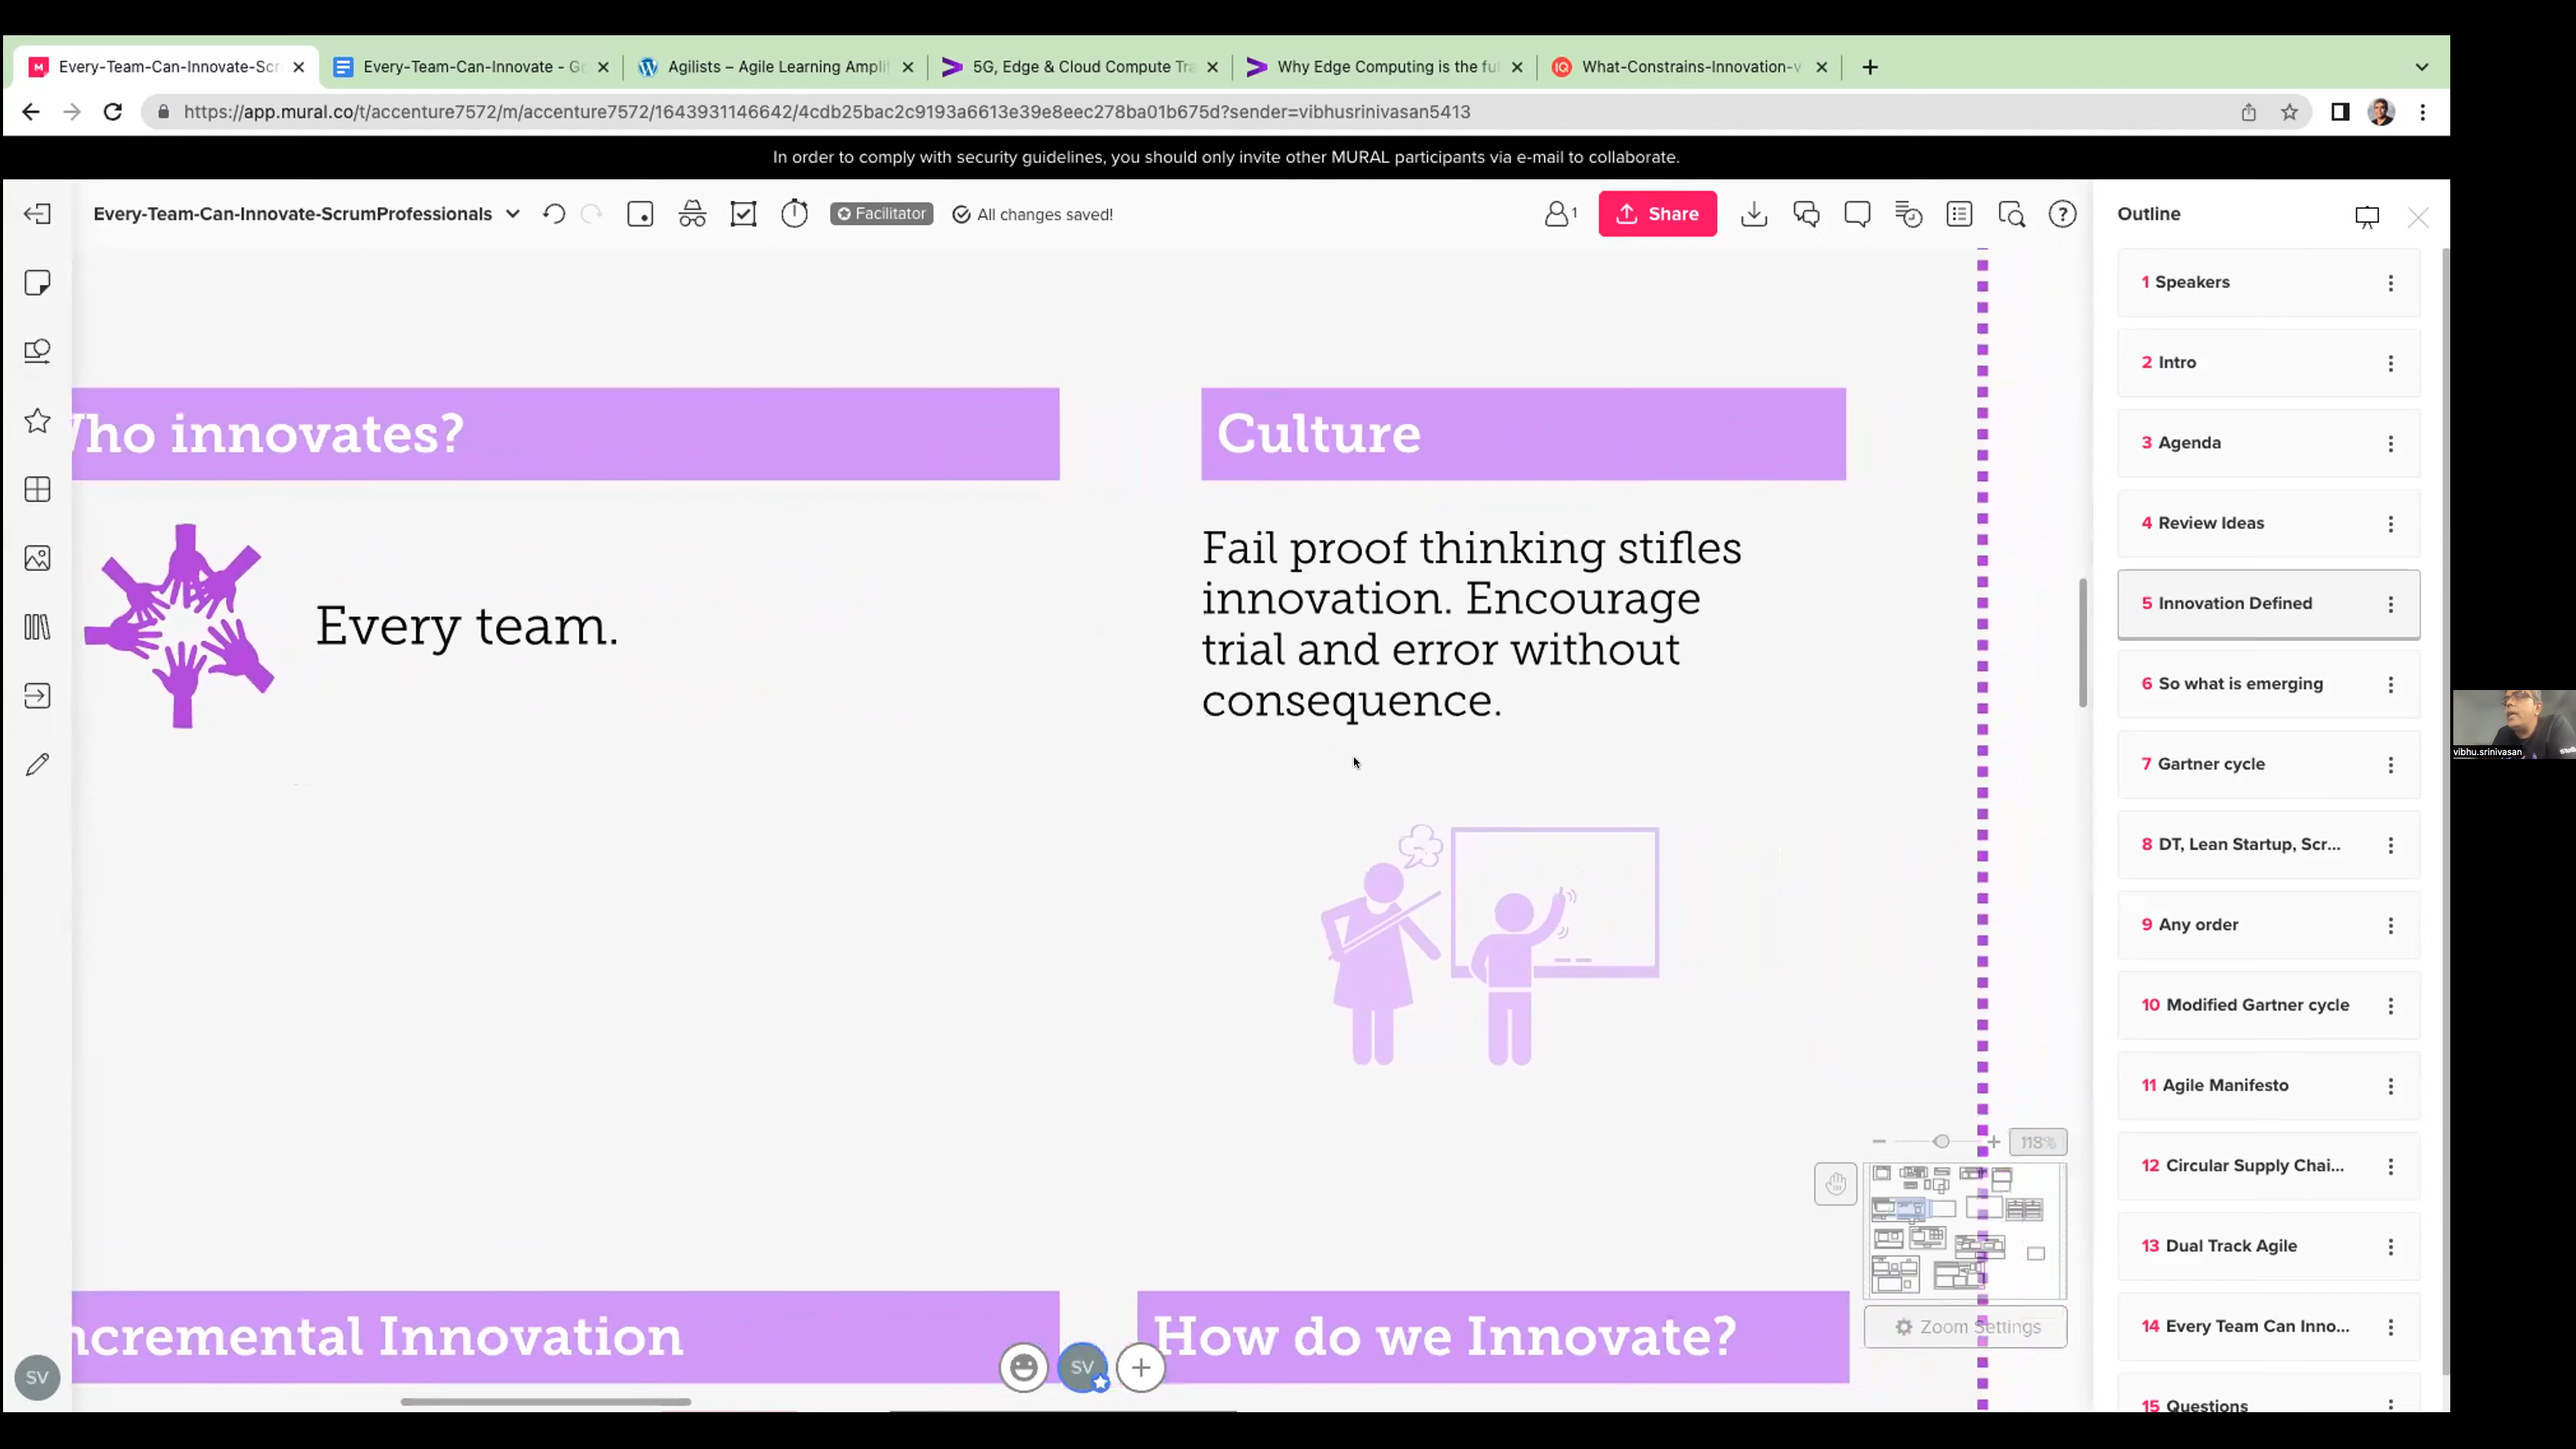 Every-Team-Can-Innovate-Scr
Every-Team-Can-Innovate - G
Agilists – Agile Learning Ampli
5G, Edge & Cloud Compute Tra
Why Edge Computing is the fu
What-Constrains-Innovation-v
https://app.mural.co/t/accenture7572/m/accenture7572/1643931146642/4cdb25bac2c9193a6613e39e8eec278ba01b675d?sender=vibhusrinivasan5413
In order to comply with security guidelines, you should only invite other MURAL participants via e-mail to collaborate.
Every-Team-Can-Innovate-ScrumProfessionals
Facilitator
All changes saved!
1
Share
Outline
Who innovates?
Every team.
Culture
Fail proof thinking stifles
innovation. Encourage
trial and error without
consequence.
ncremental Innovation
How do we Innovate?
SV
SV
118%
Zoom Settings
1 Speakers
2 Intro
3 Agenda
4 Review Ideas
5 Innovation Defined
6 So what is emerging
7 Gartner cycle
8 DT, Lean Startup, Scr...
9 Any order
10 Modified Gartner cycle
11 Agile Manifesto
12 Circular Supply Chai...
13 Dual Track Agile
14 Every Team Can Inno...
15 Questions
vibhu.srinivasan